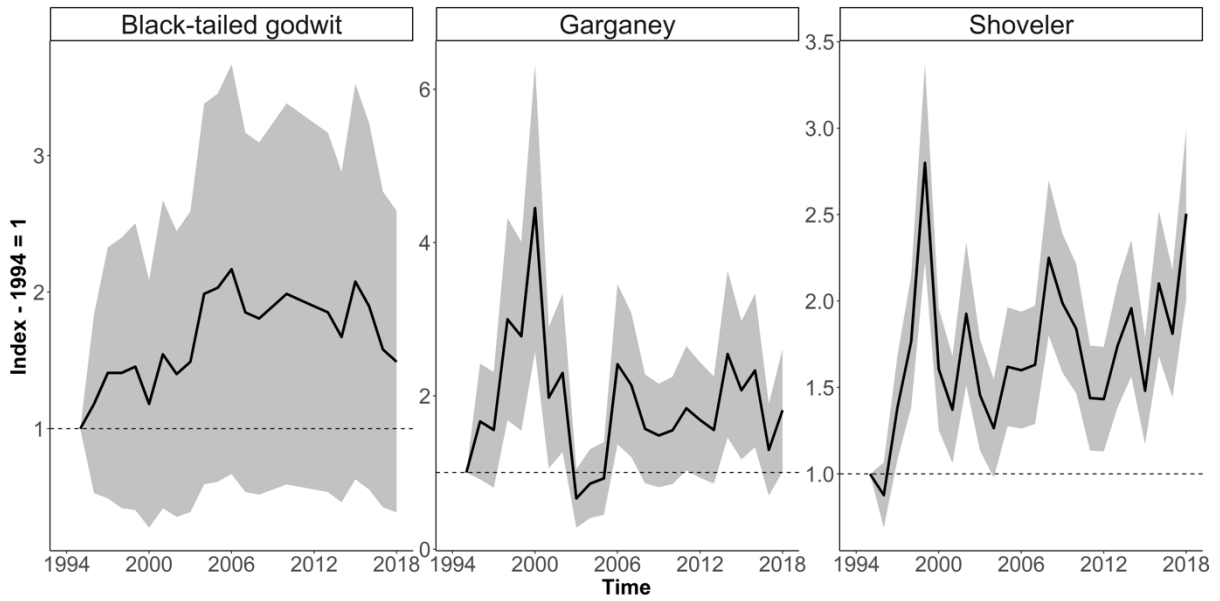 Black-tailed godwit
Garganey
Shoveler
Index - 1994 = 1
3
2
1
6
4
2
0
3.5
3.0
2.5
2.0
1.5
1.0
1994 2000 2006 2012 2018
1994 2000 2006 2012 2018
1994 2000 2006 2012 2018
Time